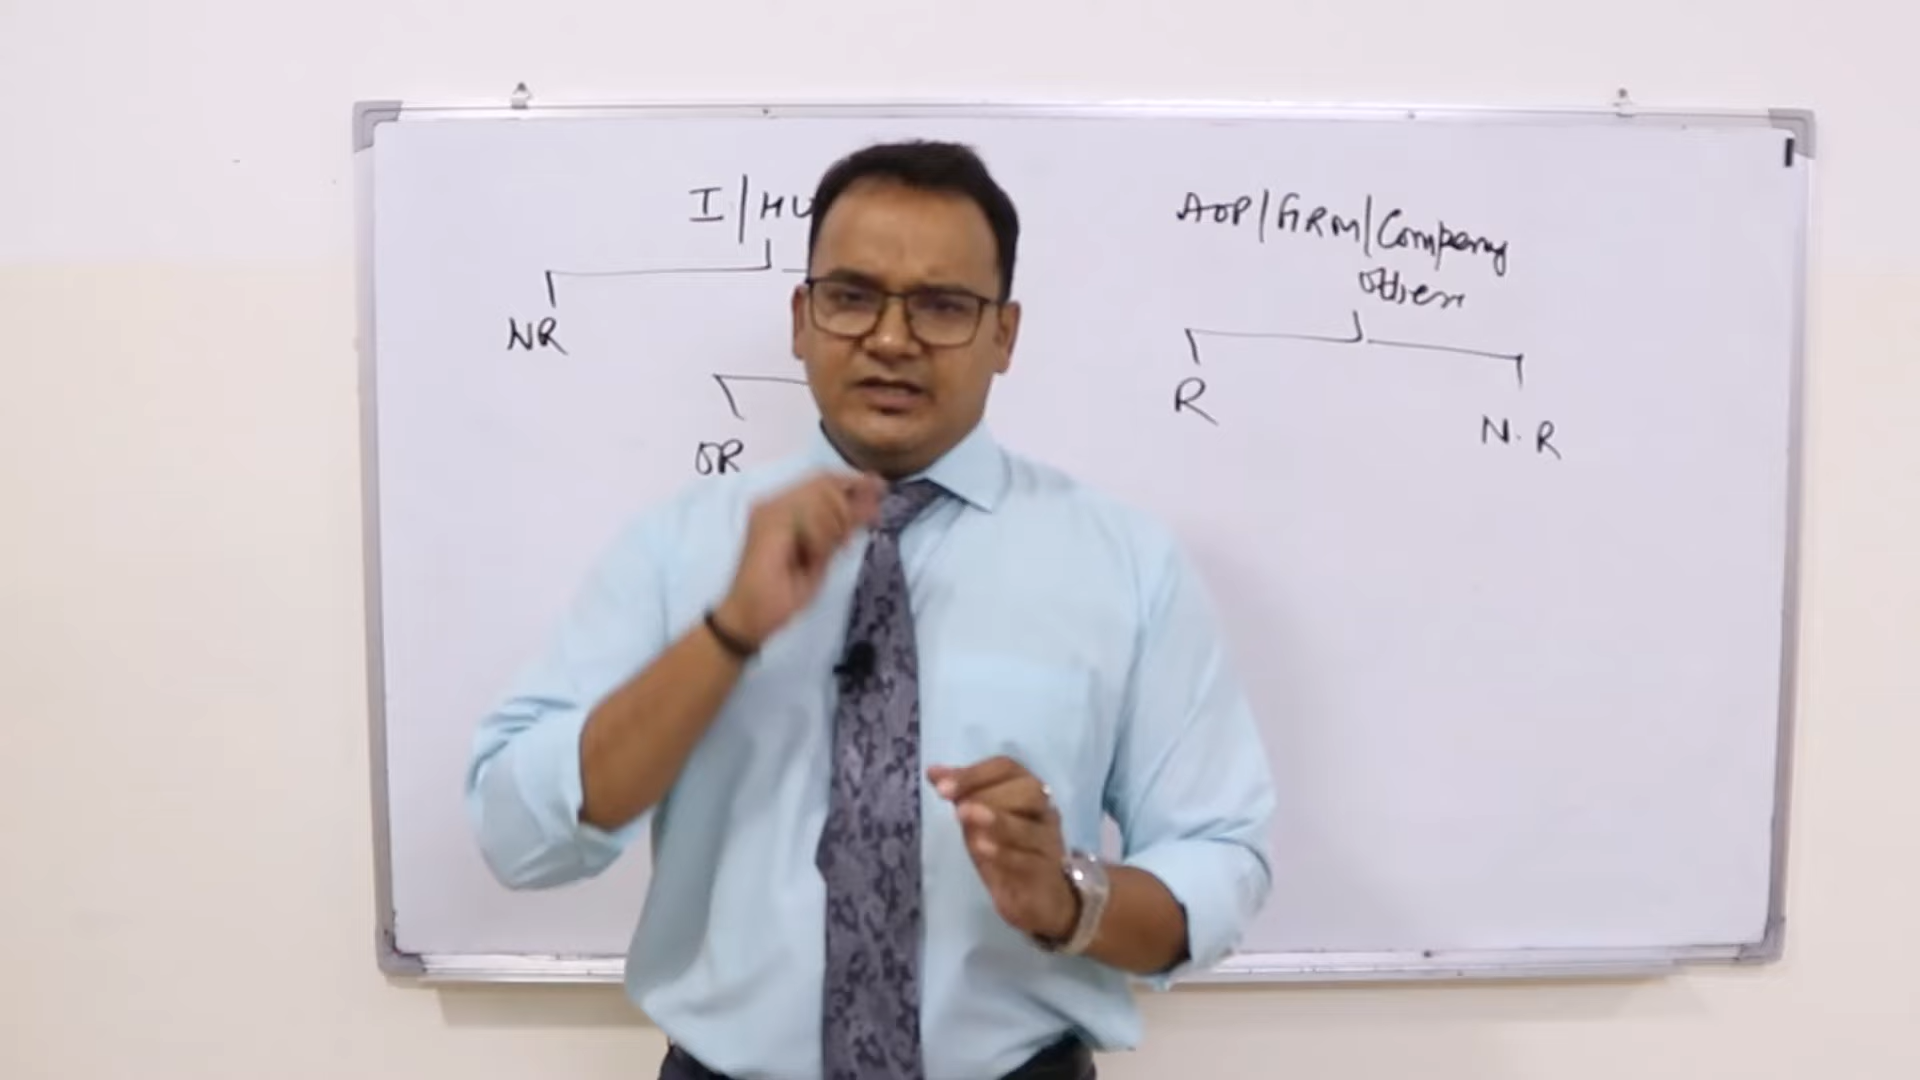 I/HU
NR
OR
AOP/FIRM/Company
others
R
N.R